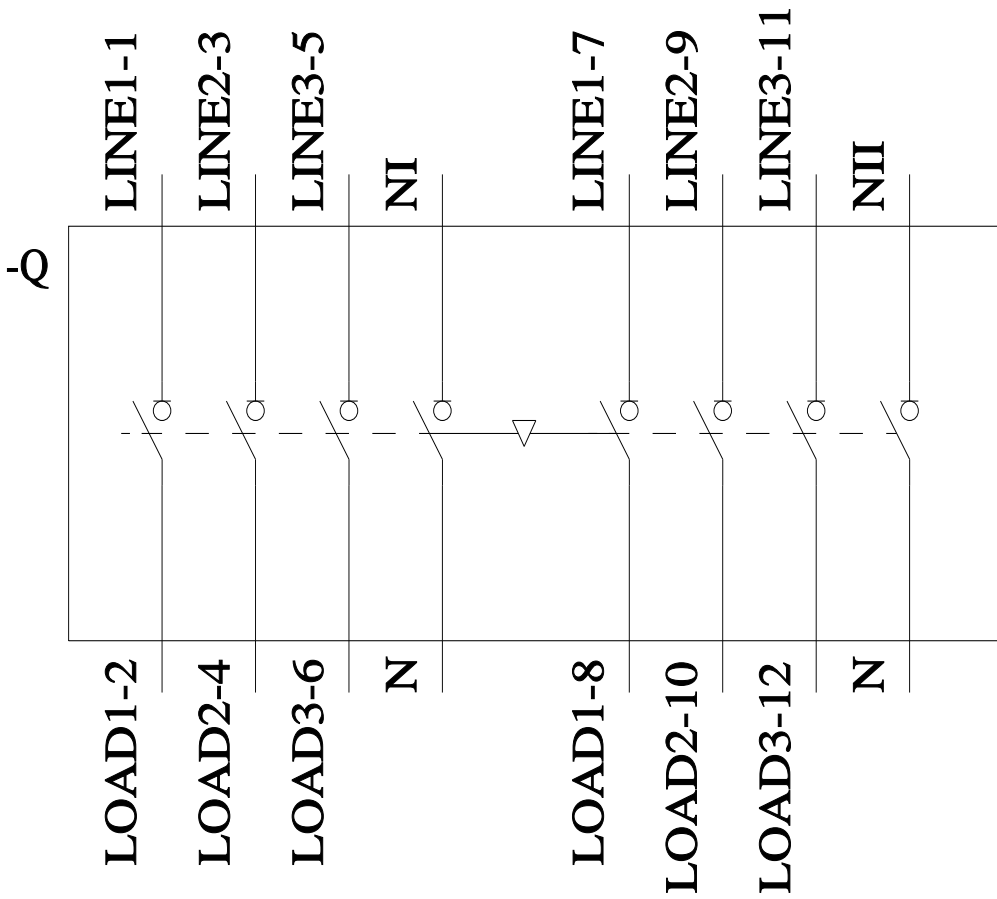 LINE1-1
LINE2-3
LINE3-5
NI
LINE1-7
LINE2-9
LINE3-11
NII
-Q
LOAD1-2
LOAD2-4
LOAD3-6
N
LOAD1-8
LOAD2-10
LOAD3-12
N